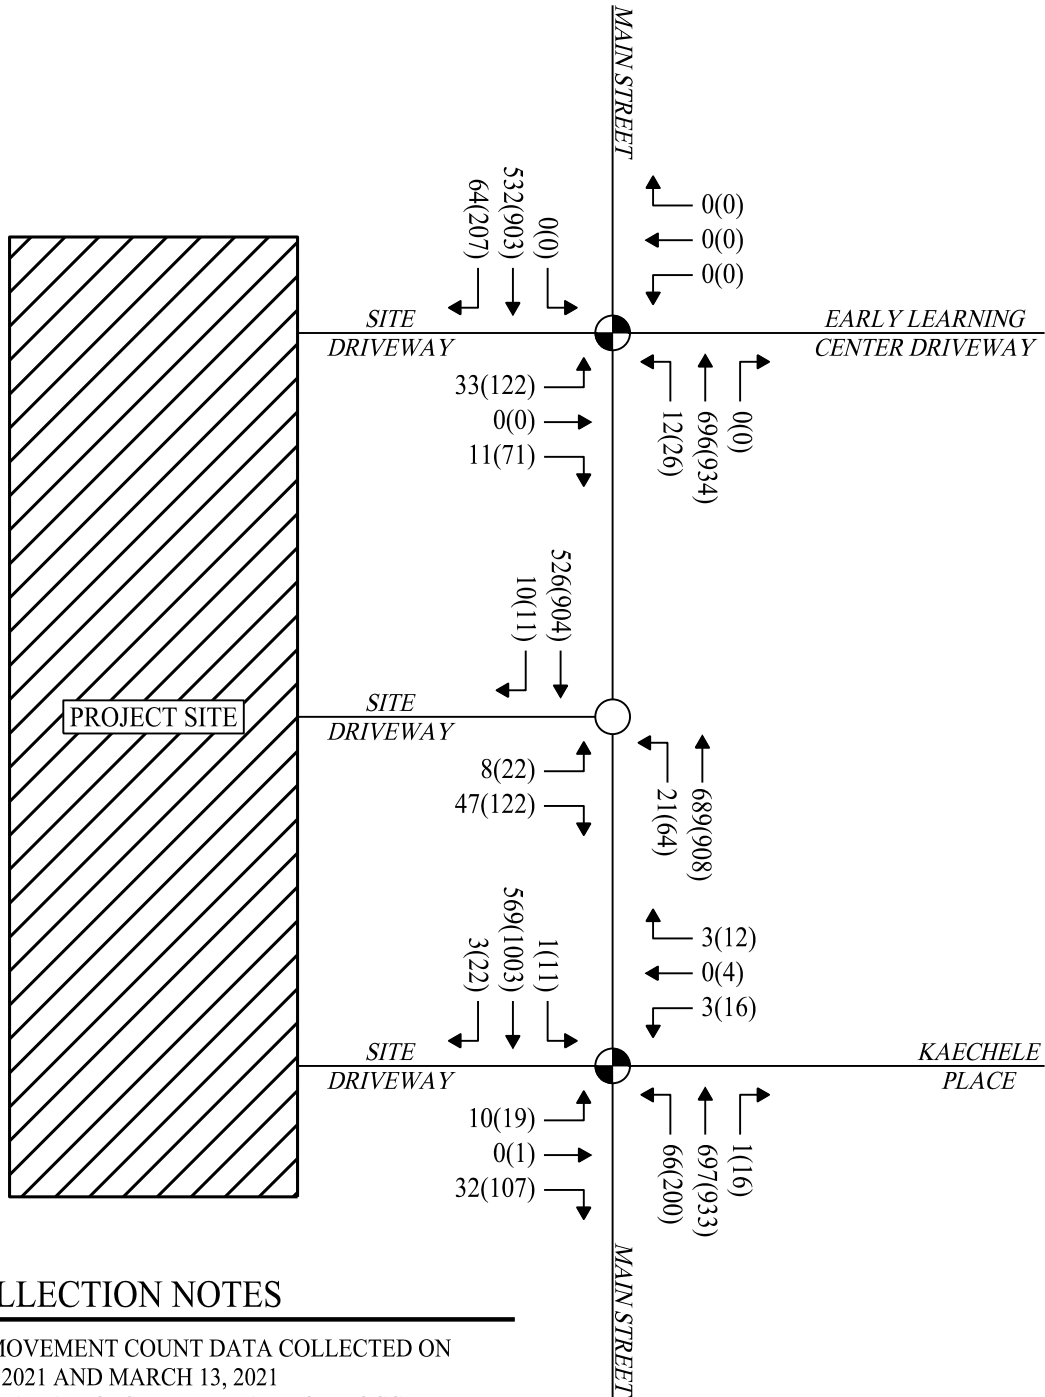 MAIN STREET
0(0)
532(903)
64(207)
0(0)
0(0)
0(0)
SITE
DRIVEWAY
EARLY LEARNING
CENTER DRIVEWAY
33(122)
0(0)
11(71)
12(26)
696(934)
0(0)
526(904)
10(11)
PROJECT SITE
SITE
DRIVEWAY
8(22)
47(122)
21(64)
689(908)
1(11)
569(1003)
3(22)
3(12)
0(4)
3(16)
SITE
DRIVEWAY
KAECHELE
PLACE
10(19)
0(1)
32(107)
66(200)
697(933)
1(16)
MAIN STREET
LLECTION NOTES
MOVEMENT COUNT DATA COLLECTED ON
2021 AND MARCH 13, 2021